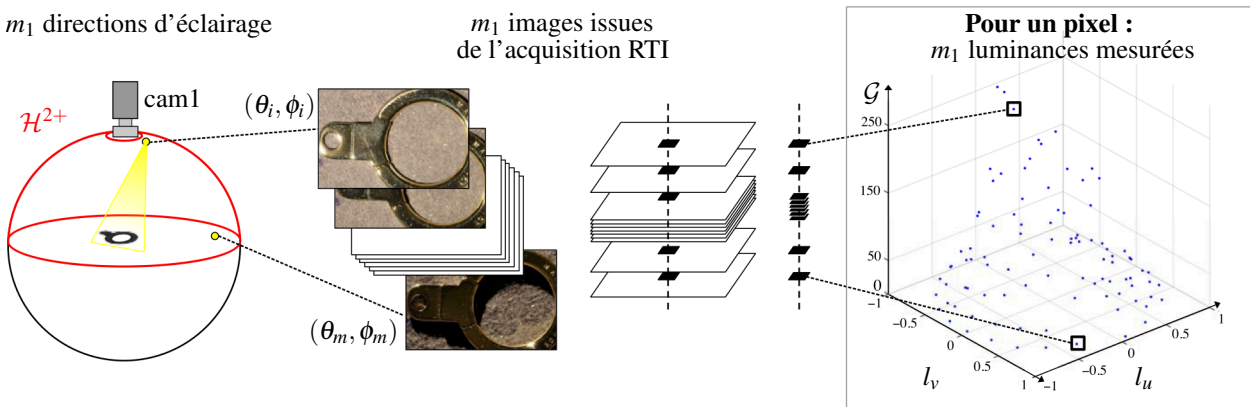 m₁ directions d'éclairage
m₁ images issues
de l'acquisition RTI
Pour un pixel :
m₁ luminances mesurées
cam1
ℋ²⁺
(θᵢ, ϕᵢ)
(θₘ, ϕₘ)
𝒢
250
150
50
0
−1
−0.5
0
0.5
1
l_v
−1
−0.5
0
0.5
1
l_u